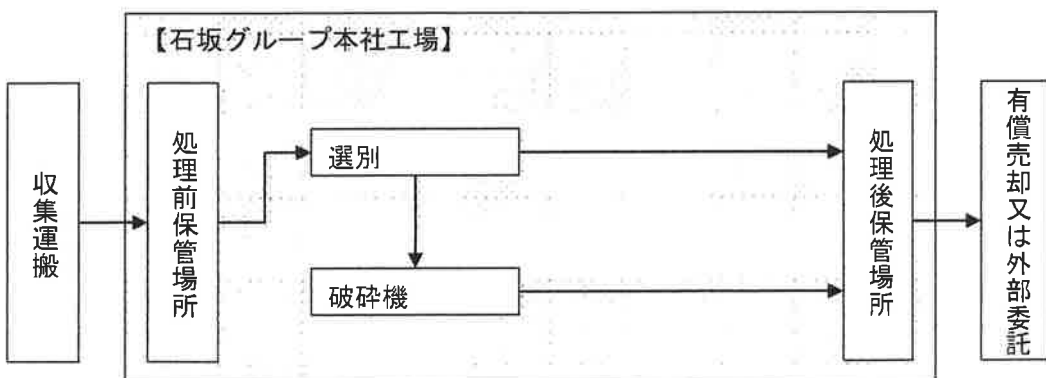 【石坂グループ本社工場】
収集運搬
処理前保管場所
選別
破砕機
処理後保管場所
有償売却又は外部委託